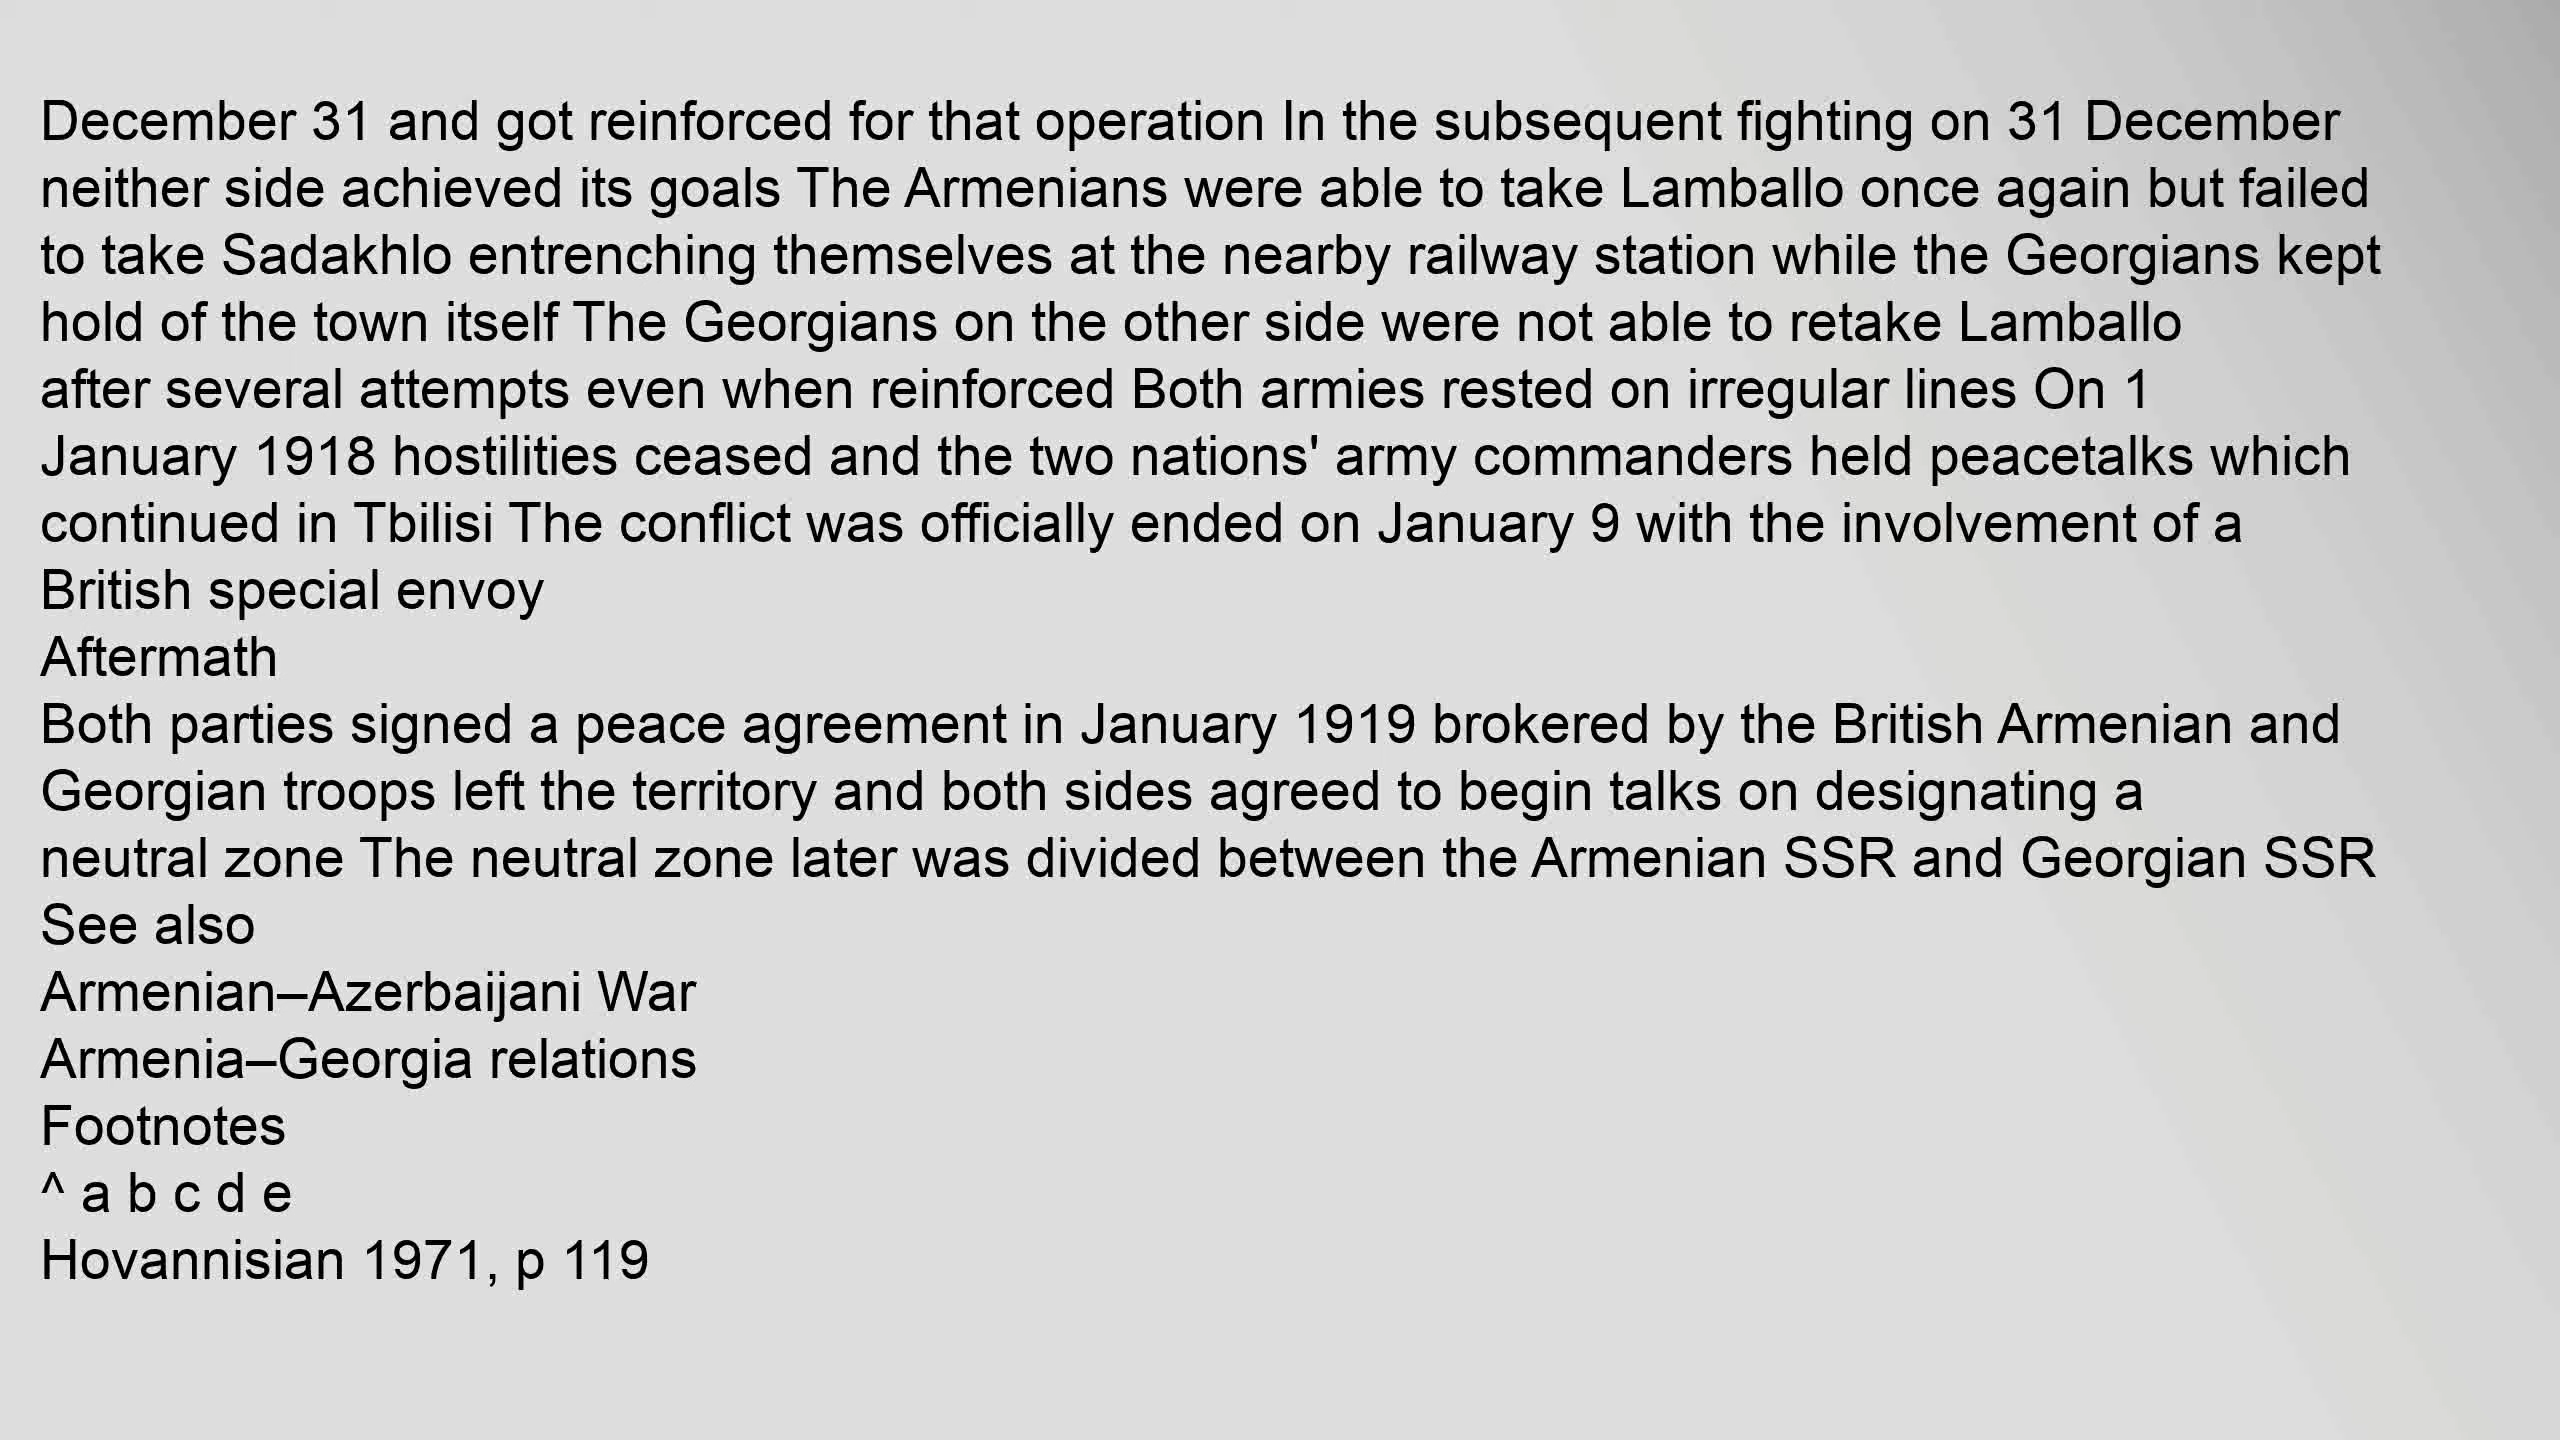 December 31 and got reinforced for that operation In the subsequent fighting on 31 December
neither side achieved its goals The Armenians were able to take Lamballo once again but failed
to take Sadakhlo entrenching themselves at the nearby railway station while the Georgians kept
hold of the town itself The Georgians on the other side were not able to retake Lamballo
after several attempts even when reinforced Both armies rested on irregular lines On 1
January 1918 hostilities ceased and the two nations' army commanders held peacetalks which
continued in Tbilisi The conflict was officially ended on January 9 with the involvement of a
British special envoy
Aftermath
Both parties signed a peace agreement in January 1919 brokered by the British Armenian and
Georgian troops left the territory and both sides agreed to begin talks on designating a
neutral zone The neutral zone later was divided between the Armenian SSR and Georgian SSR
See also
Armenian–Azerbaijani War
Armenia–Georgia relations
Footnotes
^ a b c d e
Hovannisian 1971, p 119